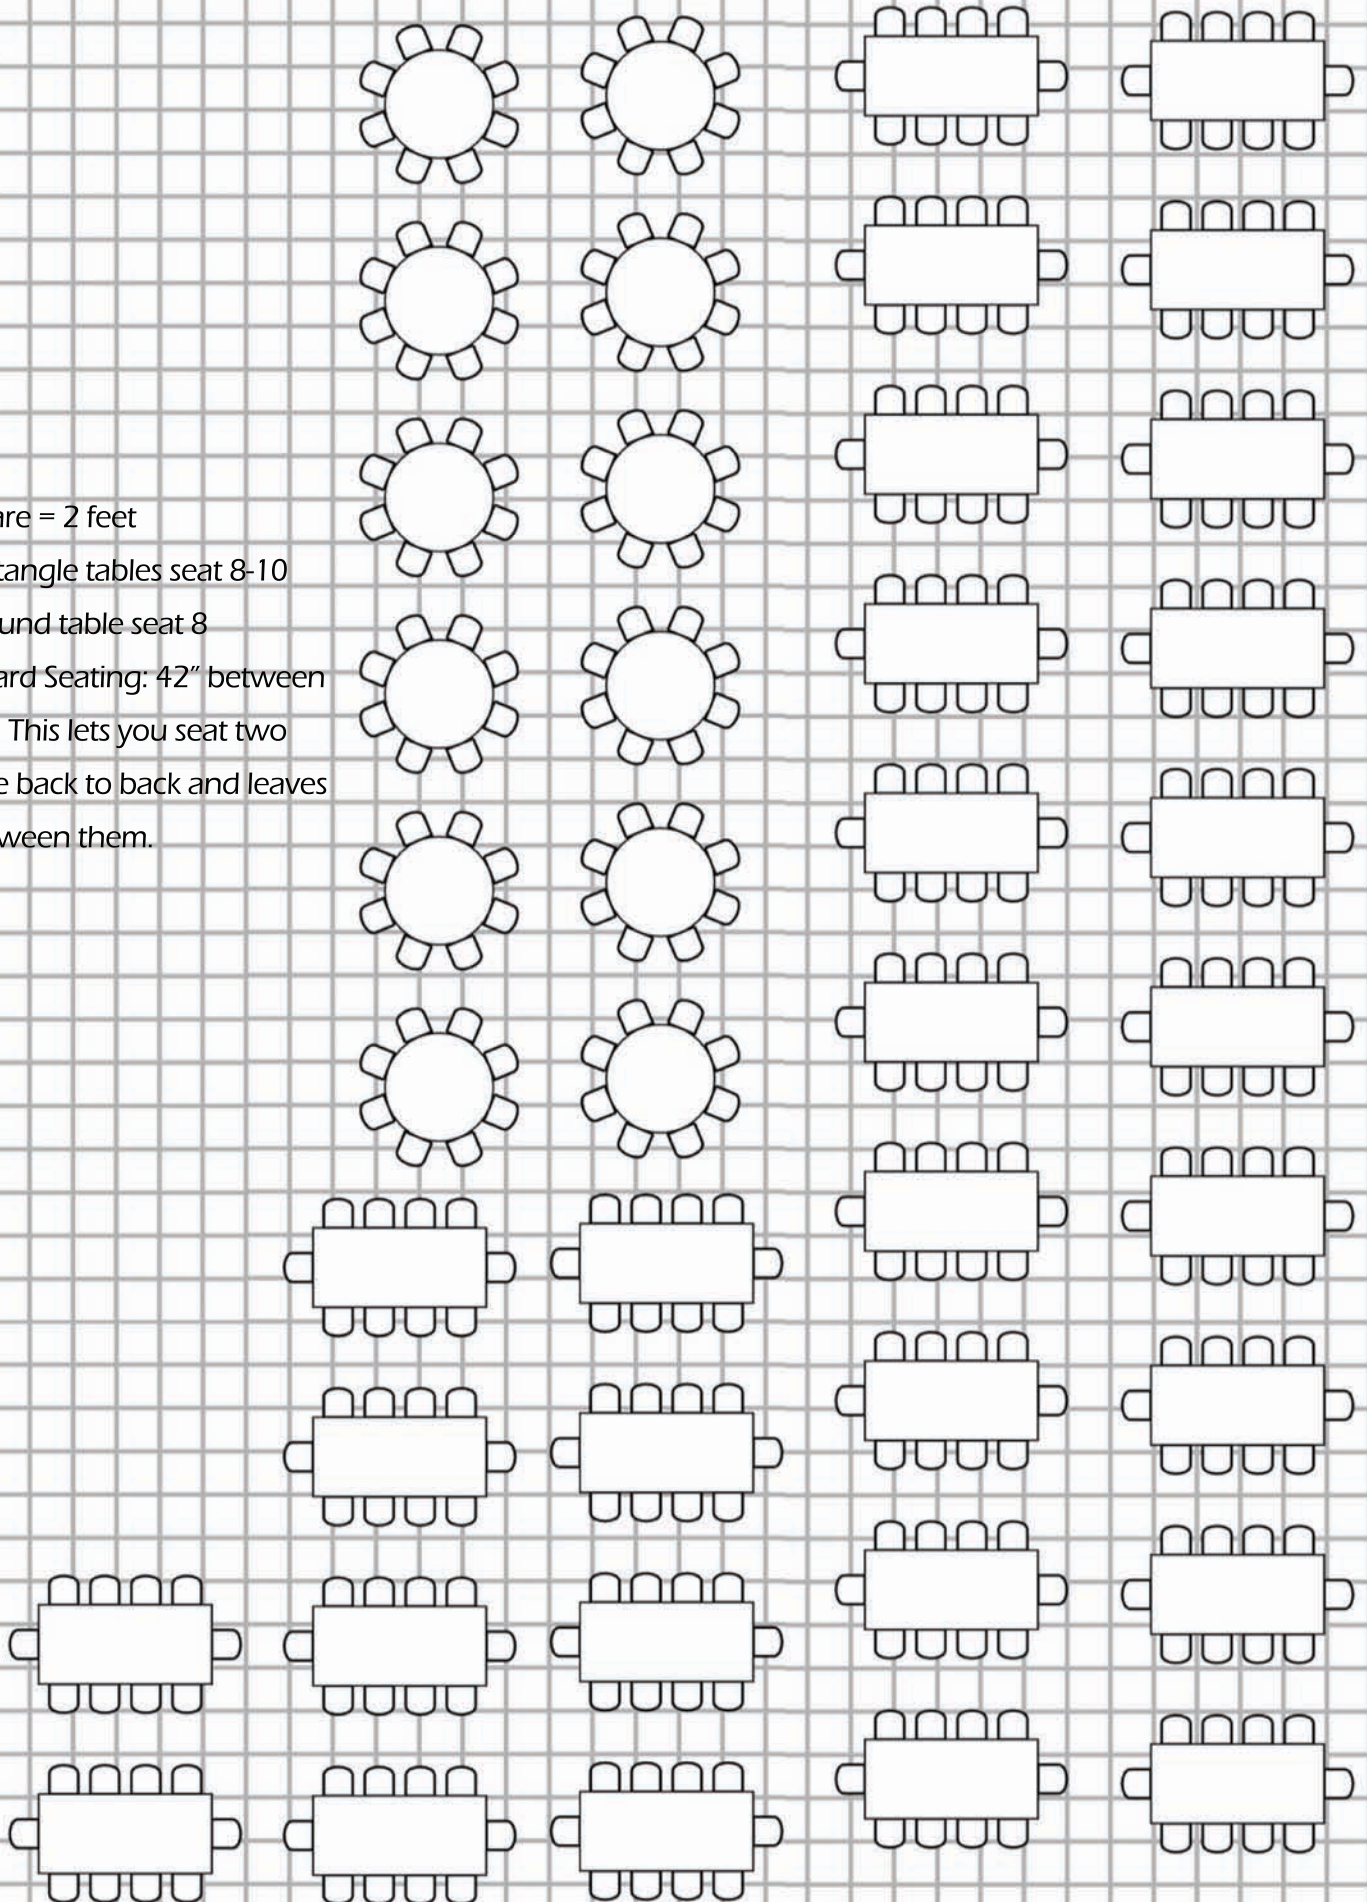 are = 2 feet
tangle tables seat 8-10
und table seat 8
ard Seating: 42” between
This lets you seat two
e back to back and leaves
ween them.